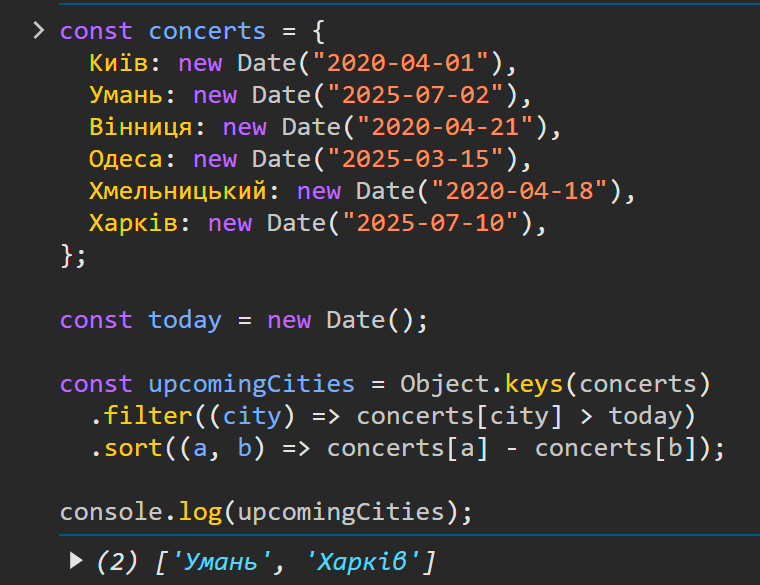 const concerts = {
Київ: new Date("2020-04-01"),
Умань: new Date("2025-07-02"),
Вінниця: new Date("2020-04-21"),
Одеса: new Date("2025-03-15"),
Хмельницький: new Date("2020-04-18"),
Харків: new Date("2025-07-10"),
};
const today = new Date();
const upcomingCities = Object.keys(concerts)
.filter((city) => concerts[city] > today)
.sort((a, b) => concerts[a] - concerts[b]);
console.log(upcomingCities);
(2) ['Умань', 'Харків']